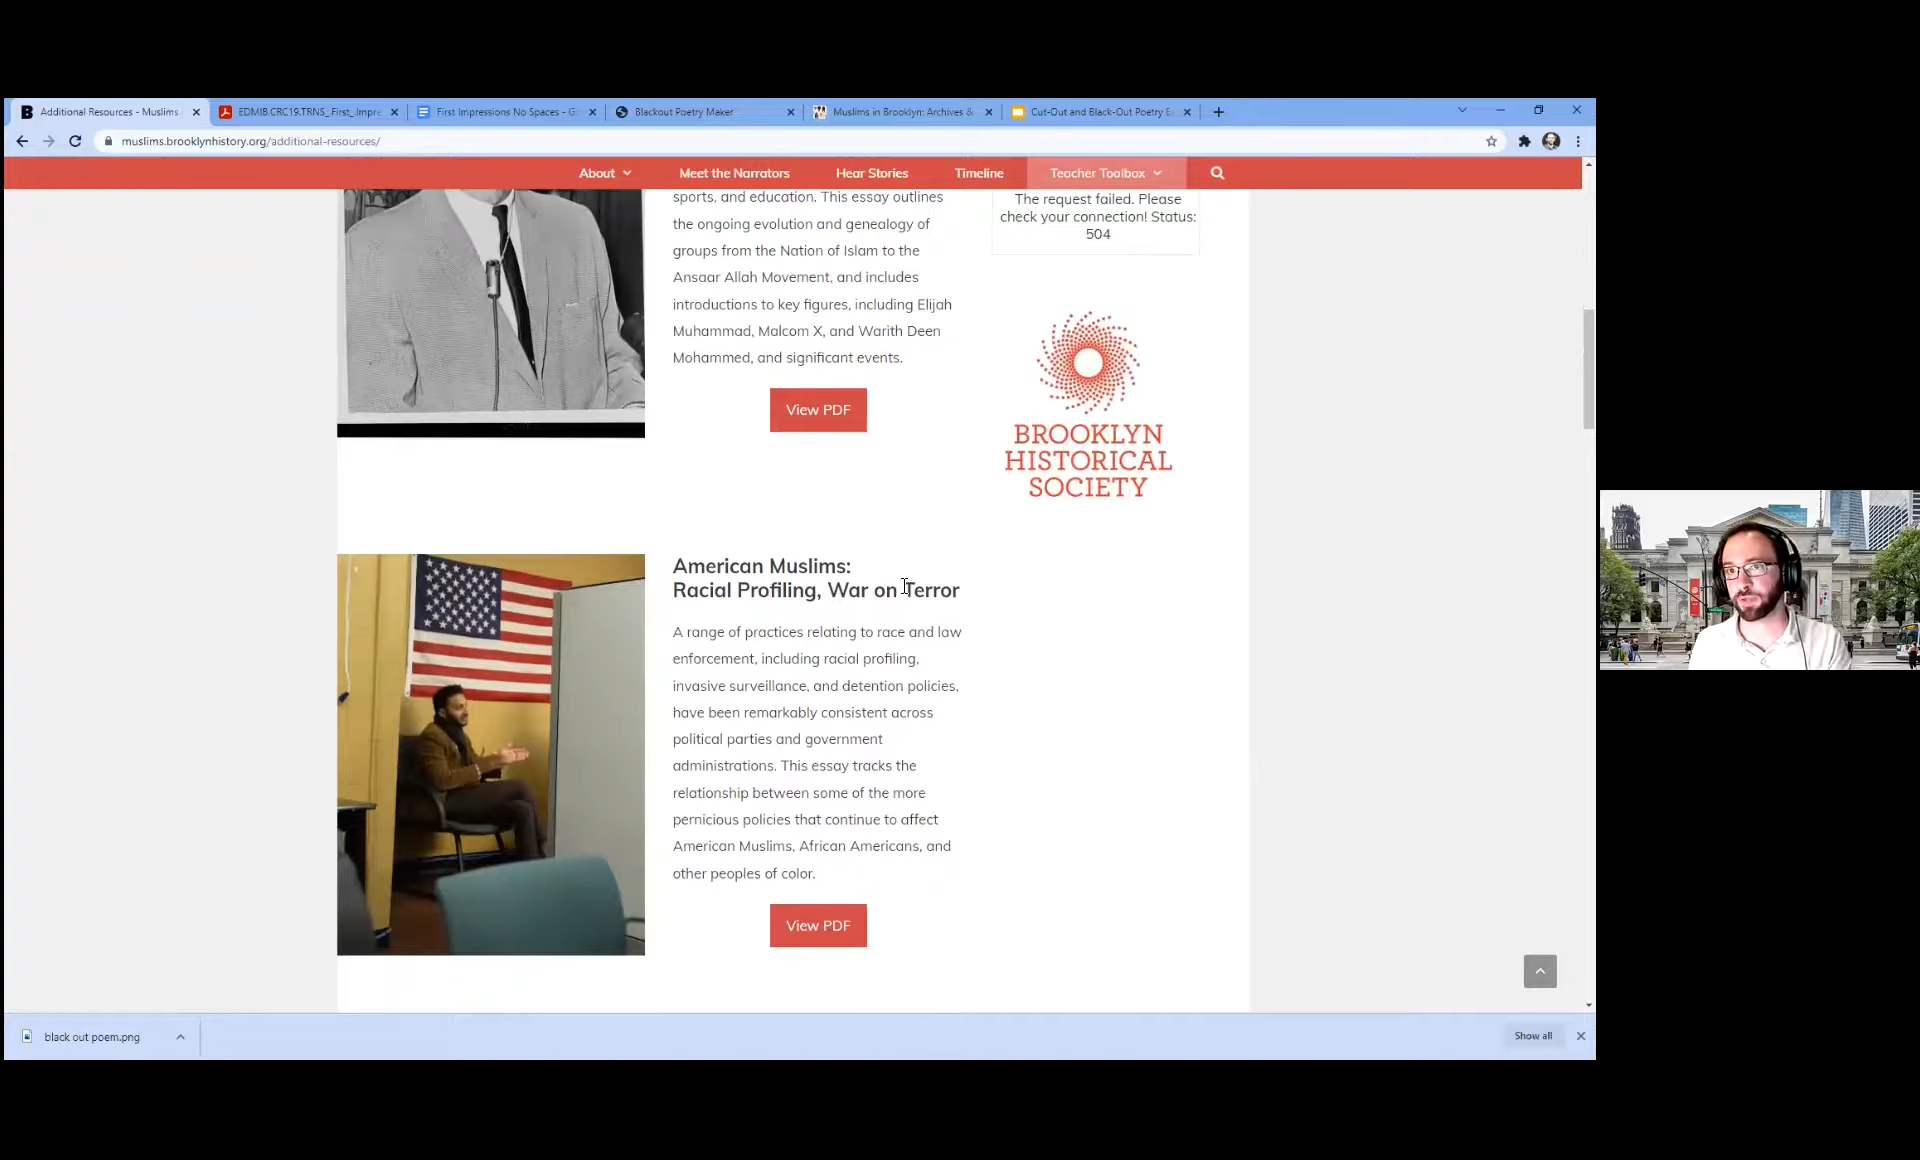 Additional Resources - Muslims
EDMIB.CRC19.TRNS_First_Impre
First Impressions No Spaces - G
Blackout Poetry Maker
Muslims in Brooklyn: Archives &
Cut-Out and Black-Out Poetry E
muslims.brooklynhistory.org/additional-resources/
About
Meet the Narrators
Hear Stories
Timeline
Teacher Toolbox
sports, and education. This essay outlines
the ongoing evolution and genealogy of
groups from the Nation of Islam to the
Ansaar Allah Movement, and includes
introductions to key figures, including Elijah
Muhammad, Malcom X, and Warith Deen
Mohammed, and significant events.
View PDF
The request failed. Please
check your connection! Status:
504
BROOKLYN
HISTORICAL
SOCIETY
American Muslims:
Racial Profiling, War on Terror
A range of practices relating to race and law
enforcement, including racial profiling,
invasive surveillance, and detention policies,
have been remarkably consistent across
political parties and government
administrations. This essay tracks the
relationship between some of the more
pernicious policies that continue to affect
American Muslims, African Americans, and
other peoples of color.
View PDF
black out poem.png
Show all